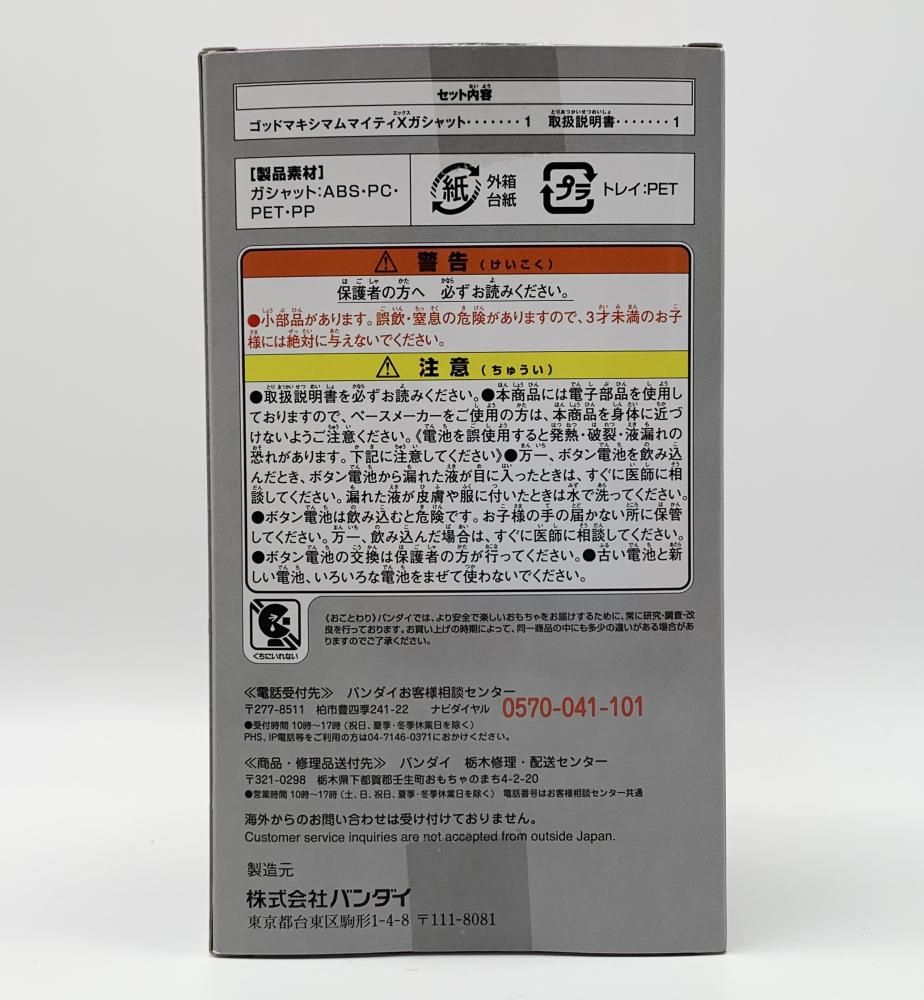 セット内容
ゴッドマキシマムマイティXガシャット・・・・・・・1 取扱説明書・・・・・・・1
[製品素材]
ガシャット:ABS・PC・
PET・PP
紙 外箱
台紙
プラ トレイ:PET
⚠ 警告 (けいこく)
保護者の方へ 必ずお読みください。
●小部品があります。誤飲・窒息の危険がありますので、3才未満のお子
様には絶対に与えないでください。
⚠ 注意 (ちゅうい)
●取扱説明書を必ずお読みください。●本商品には電子部品を使用し
ておりますので、ペースメーカーをご使用の方は、本商品を身体に近づ
けないようご注意ください。《電池を誤使用すると発熱・破裂・液漏れの
恐れがあります。下記に注意してください》●万一、ボタン電池を飲み込
んだとき、ボタン電池から漏れた液が目に入ったときは、すぐに医師に相
談してください。漏れた液が皮膚や服に付いたときは水で洗ってください。
●ボタン電池は飲み込むと危険です。お子様の手の届かない所に保管
してください。万一、飲み込んだ場合は、すぐに医師に相談してください。
●ボタン電池の交換は保護者の方が行ってください。●古い電池と新
しい電池、いろいろな電池をまぜて使わないでください。
くちにいれない
〈おことわり〉バンダイでは、より安全で楽しいおもちゃをお届けするために、常に研究・調査・改
良を行っております。お買い上げの時期によって、同一商品の中にも多少の違いがある場合があ
りますのでご了承ください。
≪電話受付先≫ バンダイお客様相談センター
〒277-8511 柏市豊四季241-22 ナビダイヤル 0570-041-101
●受付時間 10時〜17時(祝日、夏季・冬季休業日を除く)
PHS、IP電話等をご利用の方は04-7146-0371におかけください。
≪商品・修理品送付先≫ バンダイ 栃木修理・配送センター
〒321-0298 栃木県下都賀郡壬生町おもちゃのまち4-2-20
●営業時間 10時〜17時(土、日、祝日、夏季・冬季休業日を除く) 電話番号はお客様相談センター共通
海外からのお問い合わせは受け付けておりません。
Customer service inquiries are not accepted from outside Japan.
製造元
株式会社バンダイ
東京都台東区駒形1-4-8 〒111-8081